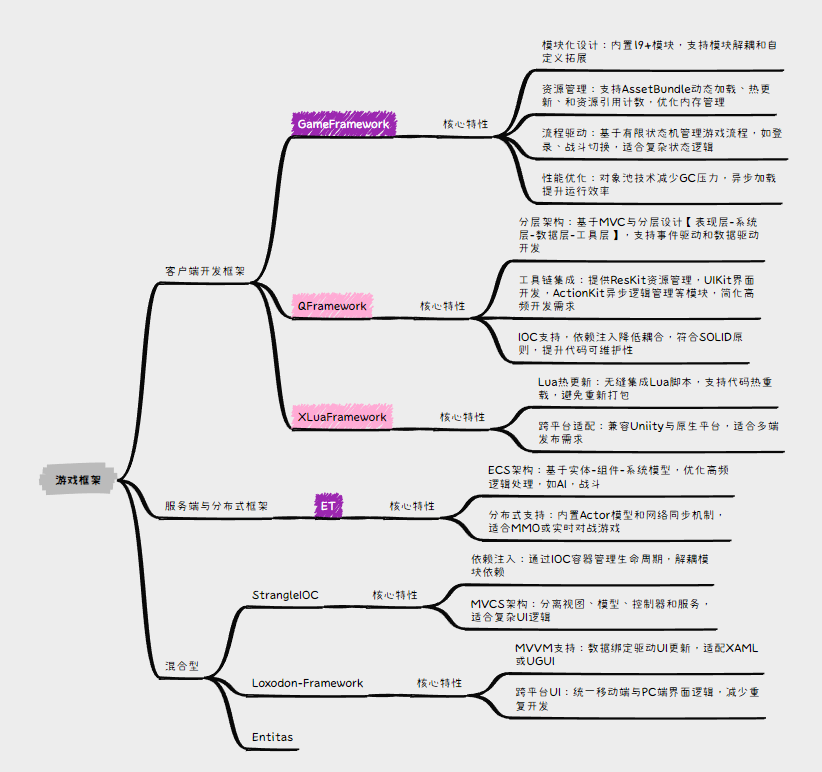 模块化设计：内置19+模块，支持模块解耦和自
定义拓展
资源管理：支持AssetBundle动态加载、热更
新、和资源引用计数，优化内存管理
GameFramework
核心特性
流程驱动：基于有限状态机管理游戏流程，如登
录、战斗切换，适合复杂状态逻辑
性能优化：对象池技术减少GC压力，异步加载
提升运行效率
客户端开发框架
分层架构：基于MVC与分层设计【表现层-系统
层-数据层-工具层】，支持事件驱动和数据驱动
开发
QFramework
核心特性
工具链集成：提供ResKit资源管理，UIKit界面
开发，ActionKit异步逻辑管理等模块，简化高
频开发需求
IOC支持，依赖注入降低耦合，符合SOLID原
则，提升代码可维护性
XLuaFramework
核心特性
Lua热更新：无缝集成Lua脚本，支持代码热重
载，避免重新打包
跨平台适配：兼容Uniity与原生平台，适合多端
发布需求
游戏框架
服务端与分布式框架
ET
核心特性
ECS架构：基于实体-组件-系统模型，优化高频
逻辑处理，如AI，战斗
分布式支持：内置Actor模型和网络同步机制，
适合MMO或实时对战游戏
混合型
StrangleIOC
核心特性
依赖注入：通过IOC容器管理生命周期，解耦模
块依赖
MVCS架构：分离视图、模型、控制器和服务，
适合复杂UI逻辑
Loxodon-Framework
核心特性
MVVM支持：数据绑定驱动UI更新，适配XAML
或UGUI
跨平台UI：统一移动端与PC端界面逻辑，减少重
复开发
Entitas